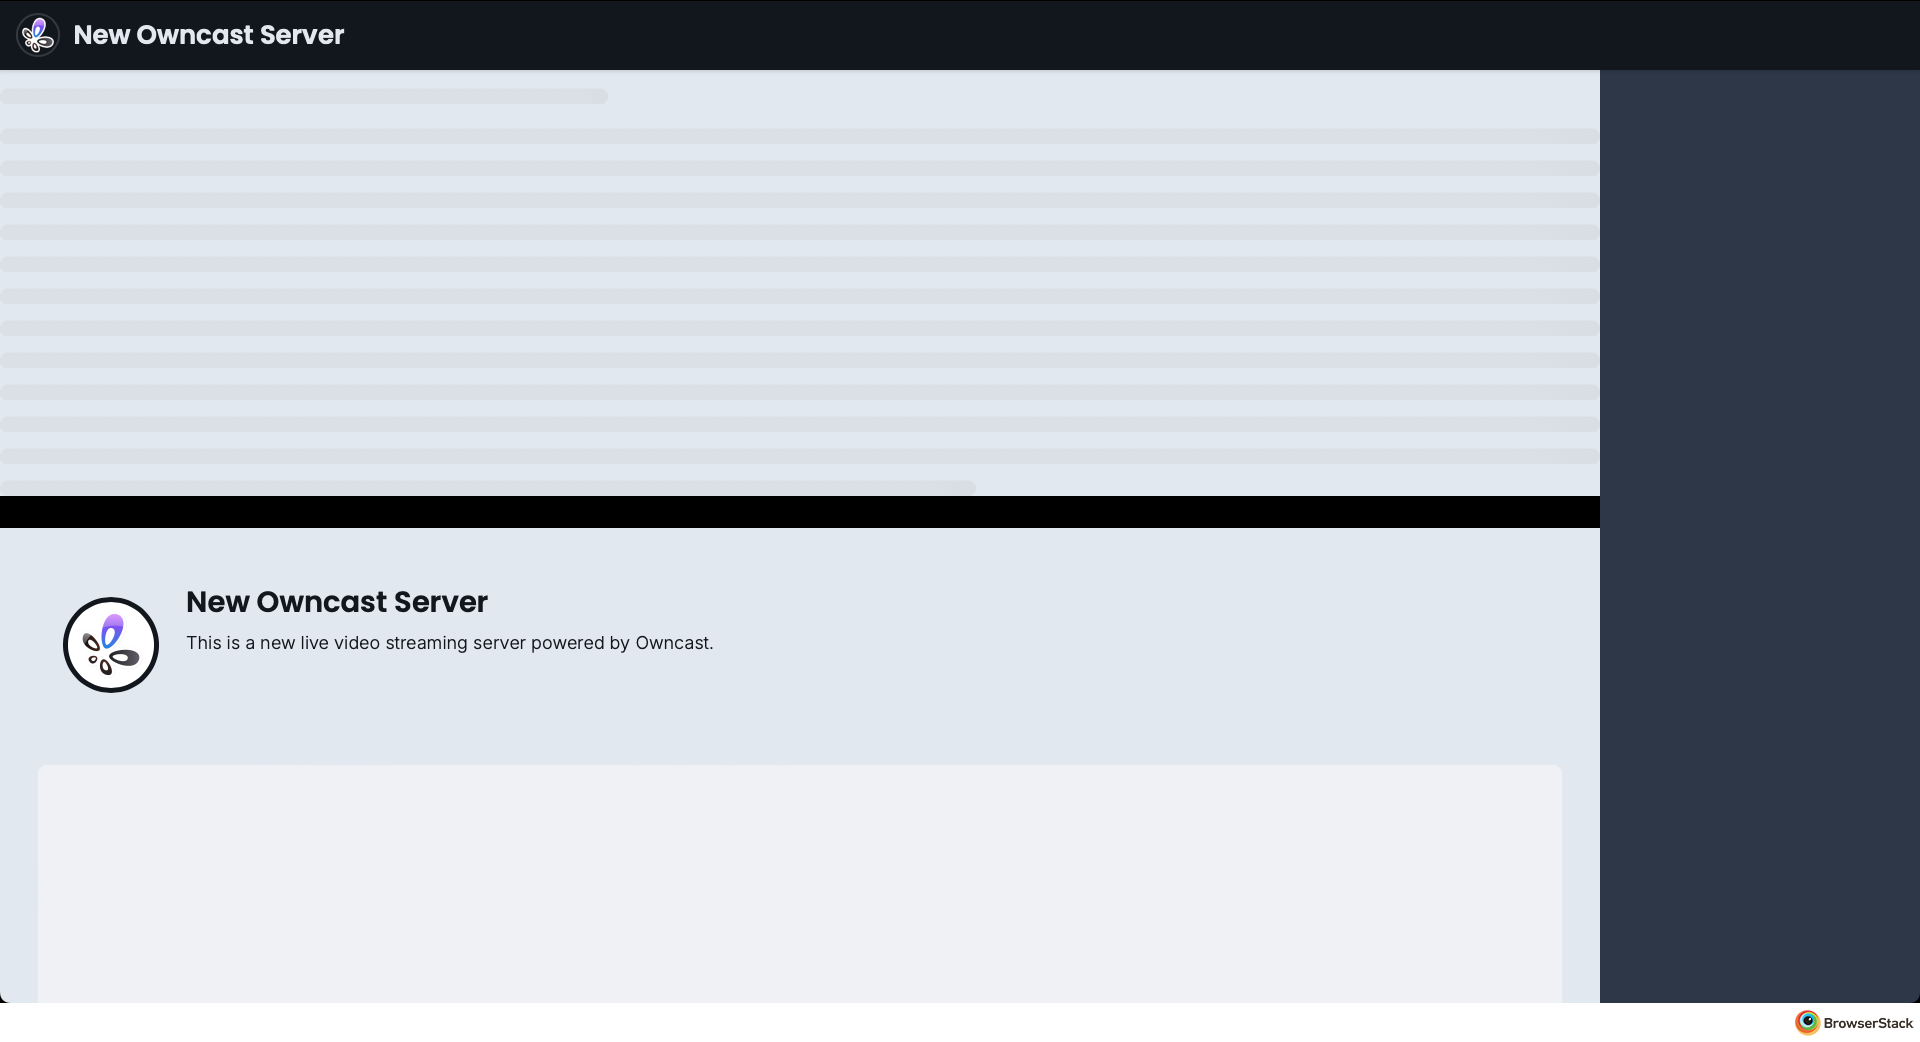 New Owncast Server
New Owncast Server
This is a new live video streaming server powered by Owncast.
BrowserStack